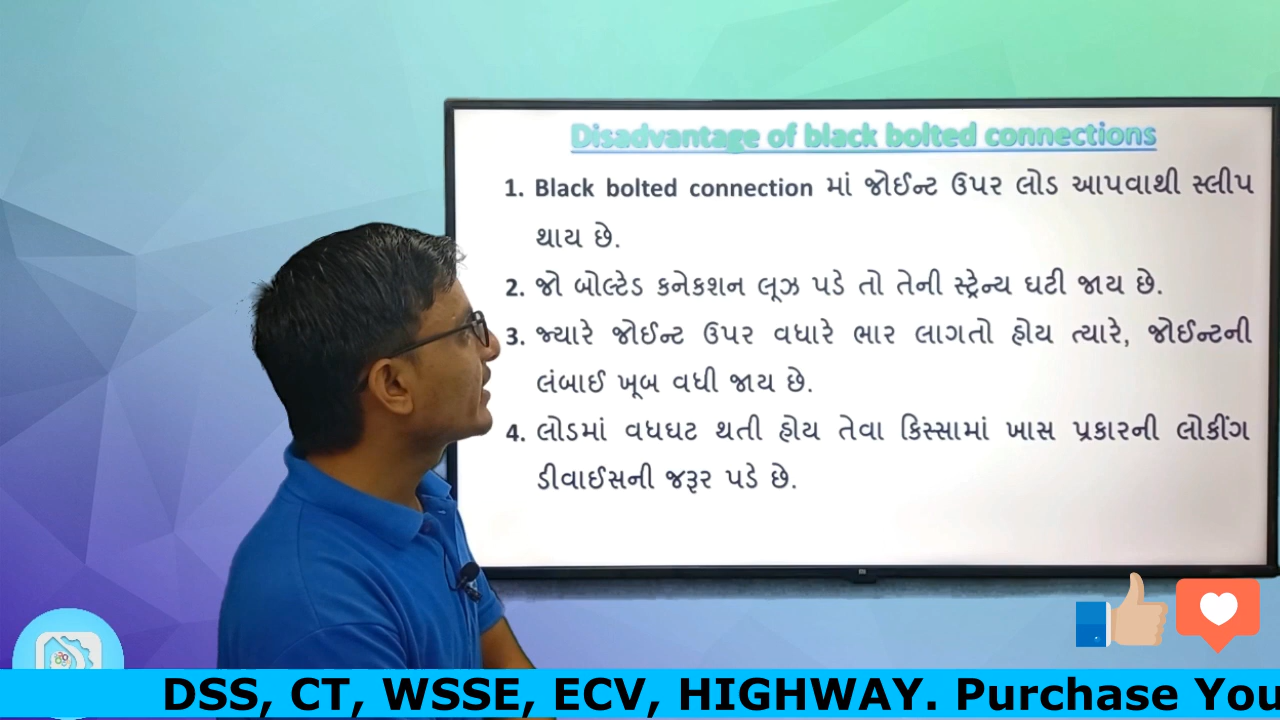 Disadvantage of black bolted connections
1. Black bolted connection માં જોઈન્ટ ઉપર લોડ આપવાથી સ્લીપ
થાય છે.
2. જો બોલ્ટેડ કનેકશન લૂઝ પડે તો તેની સ્ટ્રેન્ય ઘટી જાય છે.
3. જ્યારે જોઈન્ટ ઉપર વધારે ભાર લાગતો હોય ત્યારે, જોઈન્ટની
લંબાઈ ખૂબ વધી જાય છે.
4. લોડમાં વધઘટ થતી હોય તેવા કિસ્સામાં ખાસ પ્રકારની લોકીંગ
ડીવાઈસની જરૂર પડે છે.
DSS, CT, WSSE, ECV, HIGHWAY. Purchase You